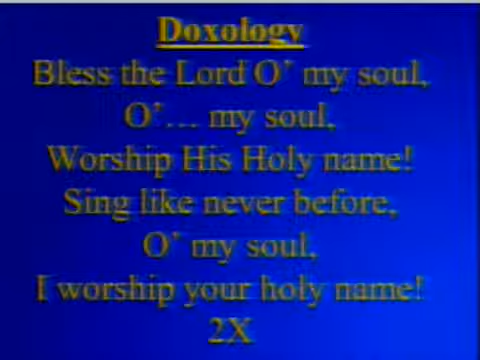 Doxology
Bless the Lord O' my soul,
O'... my soul,
Worship His Holy name!
Sing like never before,
O' my soul,
I worship your holy name!
2X